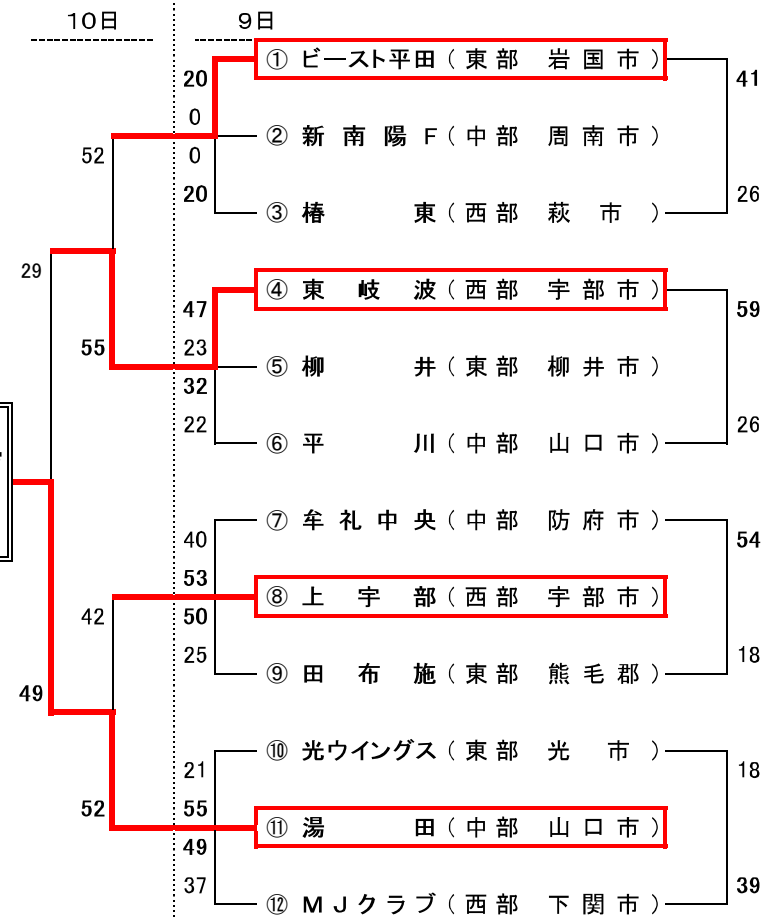 10日 9日
① ビースト平田 (東部 岩国市)
20
41
0
② 新南陽F (中部 周南市)
52
0
20
26
③ 椿東 (西部 萩市)
29
④ 東岐波 (西部 宇部市)
47
59
55
23
⑤ 柳井 (東部 柳井市)
32
22
26
⑥ 平川 (中部 山口市)
⑦ 牟礼中央 (中部 防府市)
40
54
53
⑧ 上宇部 (西部 宇部市)
42
50
25
18
⑨ 田布施 (東部 熊毛郡)
49
⑩ 光ウイングス (東部 光市)
21
18
52
55
⑪ 湯田 (中部 山口市)
49
37
39
⑫ MJクラブ (西部 下関市)